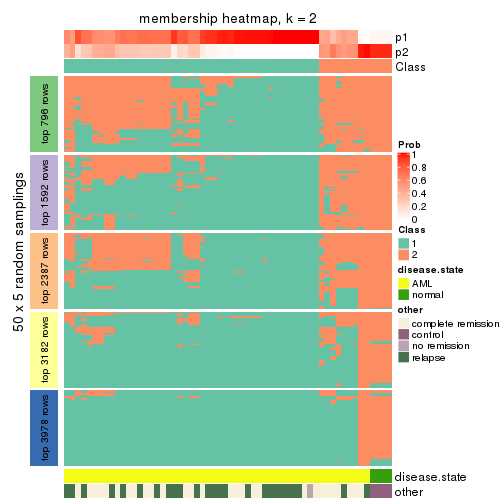 membership heatmap, k = 2
p1
p2
Class
50 x 5 random samplings
top 796 rows
top 1592 rows
top 2387 rows
top 3182 rows
top 3978 rows
Prob
1
0.8
0.6
0.4
0.2
0
Class
1
2
disease.state
AML
normal
other
complete remission
control
no remission
relapse
disease.state
other